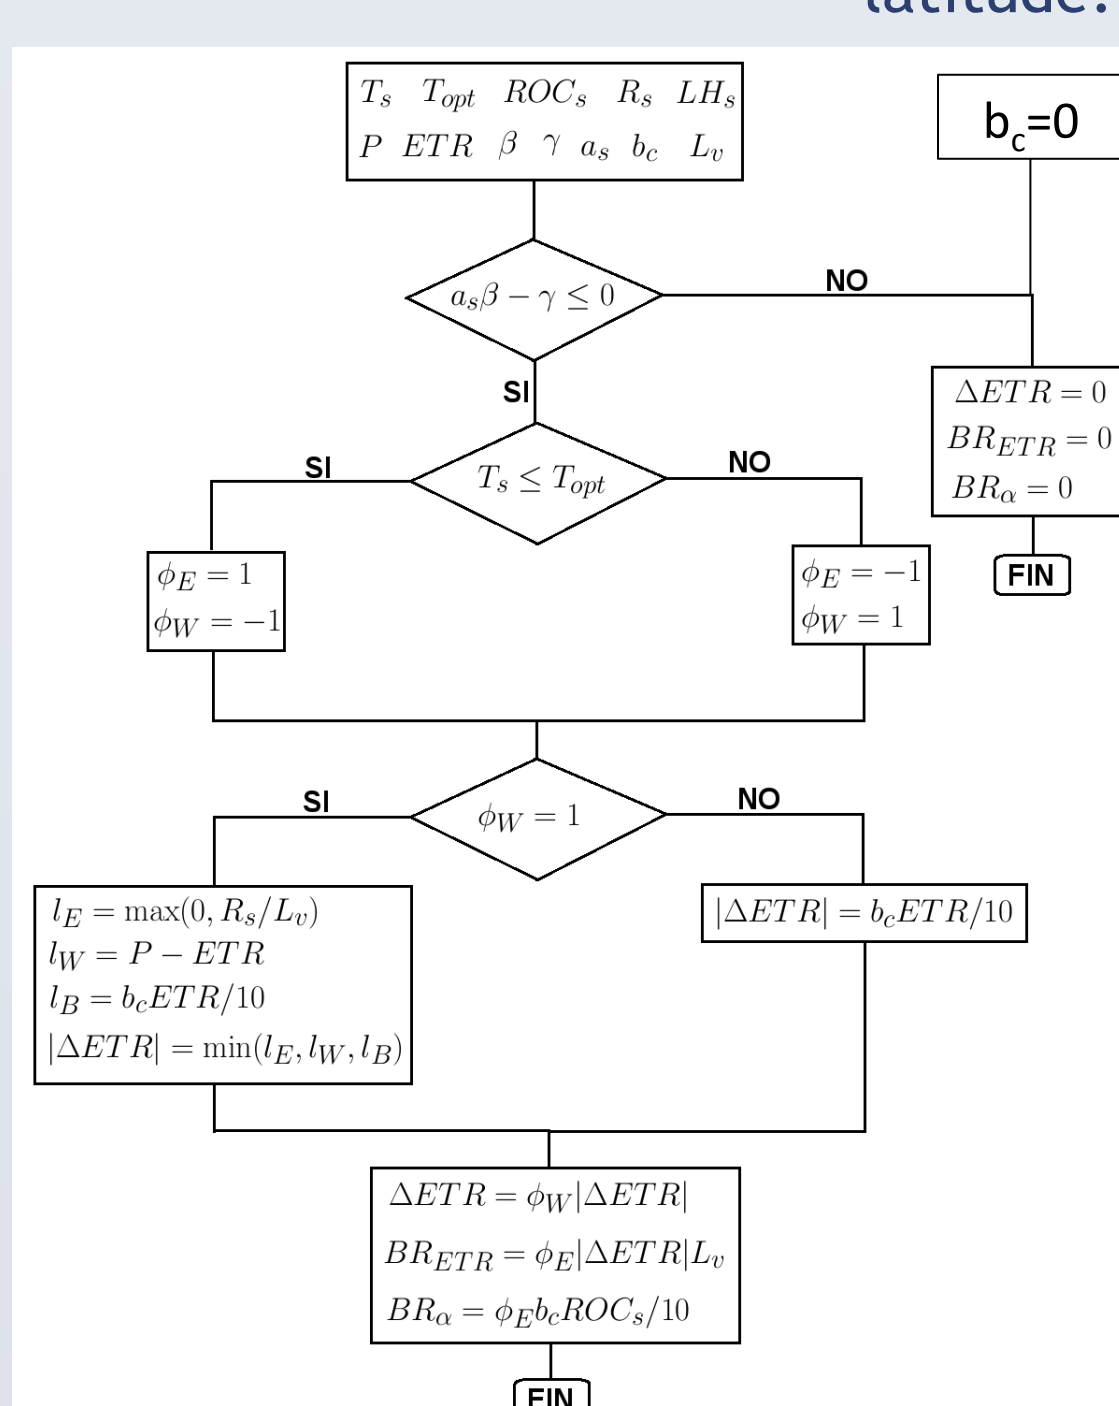 latitude.
T_s T_opt ROC_s R_s LH_s
P ETR β γ a_s b_c L_v
b_c=0
a_sβ − γ ≤ 0
NO
SI
ΔETR = 0
BR_ETR = 0
BR_α = 0
FIN
T_s ≤ T_opt
SI
NO
ϕ_E = 1
ϕ_W = −1
ϕ_E = −1
ϕ_W = 1
ϕ_W = 1
SI
NO
l_E = max(0, R_s/L_v)
l_W = P − ETR
l_B = b_cETR/10
|ΔETR| = min(l_E, l_W, l_B)
|ΔETR| = b_cETR/10
ΔETR = ϕ_W|ΔETR|
BR_ETR = ϕ_E|ΔETR|L_v
BR_α = ϕ_Eb_cROC_s/10
FIN